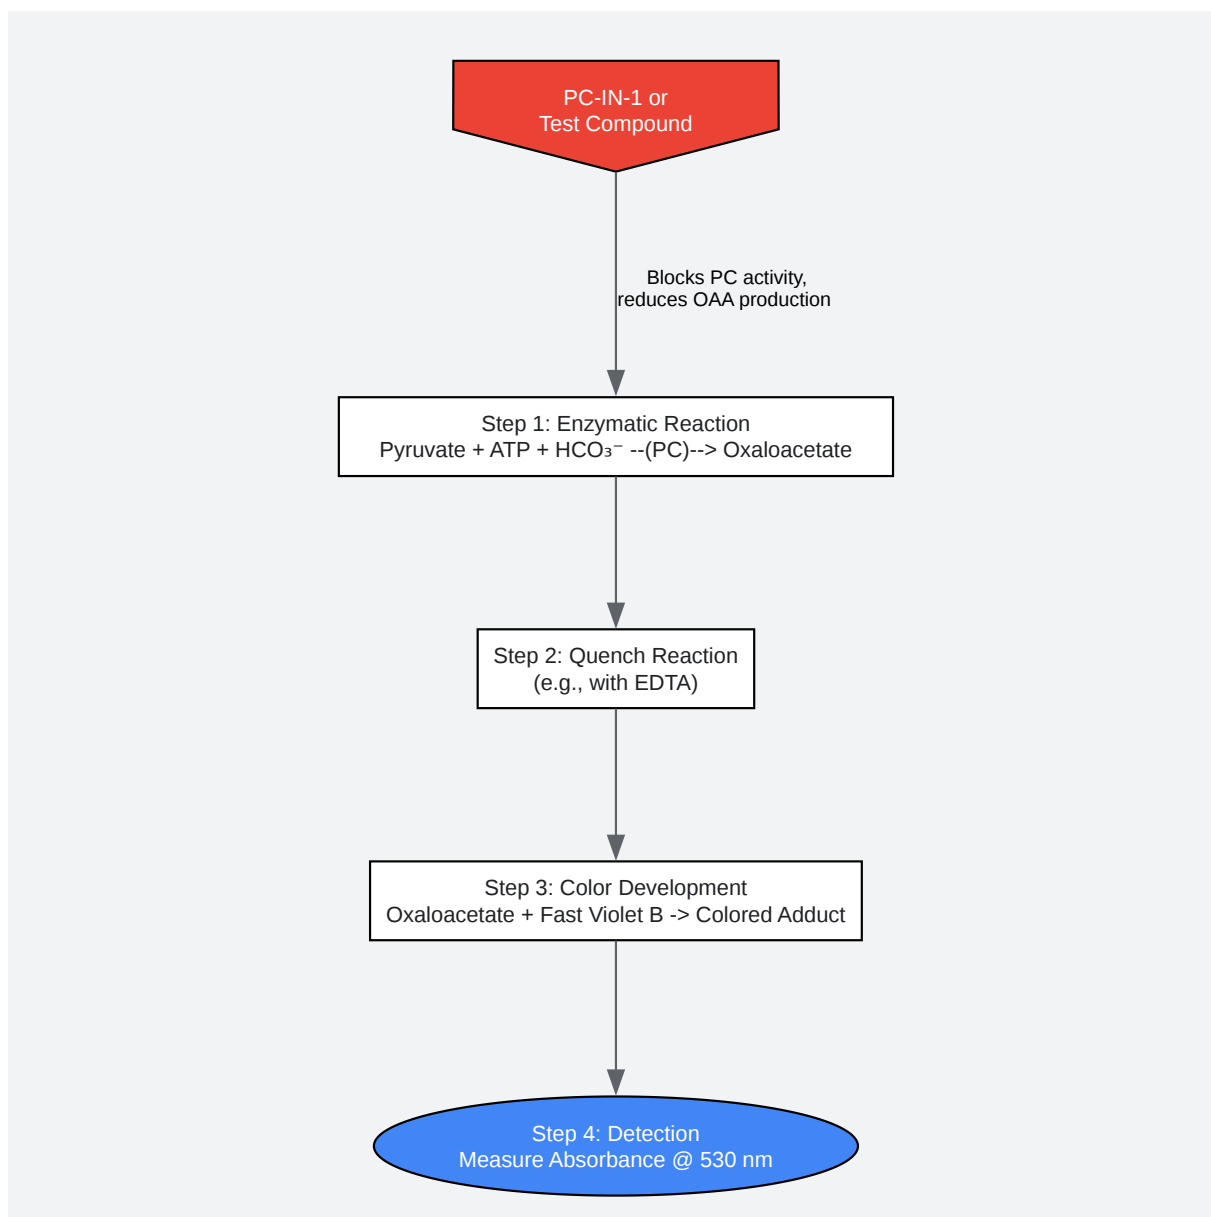 PC-IN-1 or
Test Compound
Blocks PC activity,
reduces OAA production
Step 1: Enzymatic Reaction
Pyruvate + ATP + HCO₃⁻ --(PC)--> Oxaloacetate
Step 2: Quench Reaction
(e.g., with EDTA)
Step 3: Color Development
Oxaloacetate + Fast Violet B -> Colored Adduct
Step 4: Detection
Measure Absorbance @ 530 nm